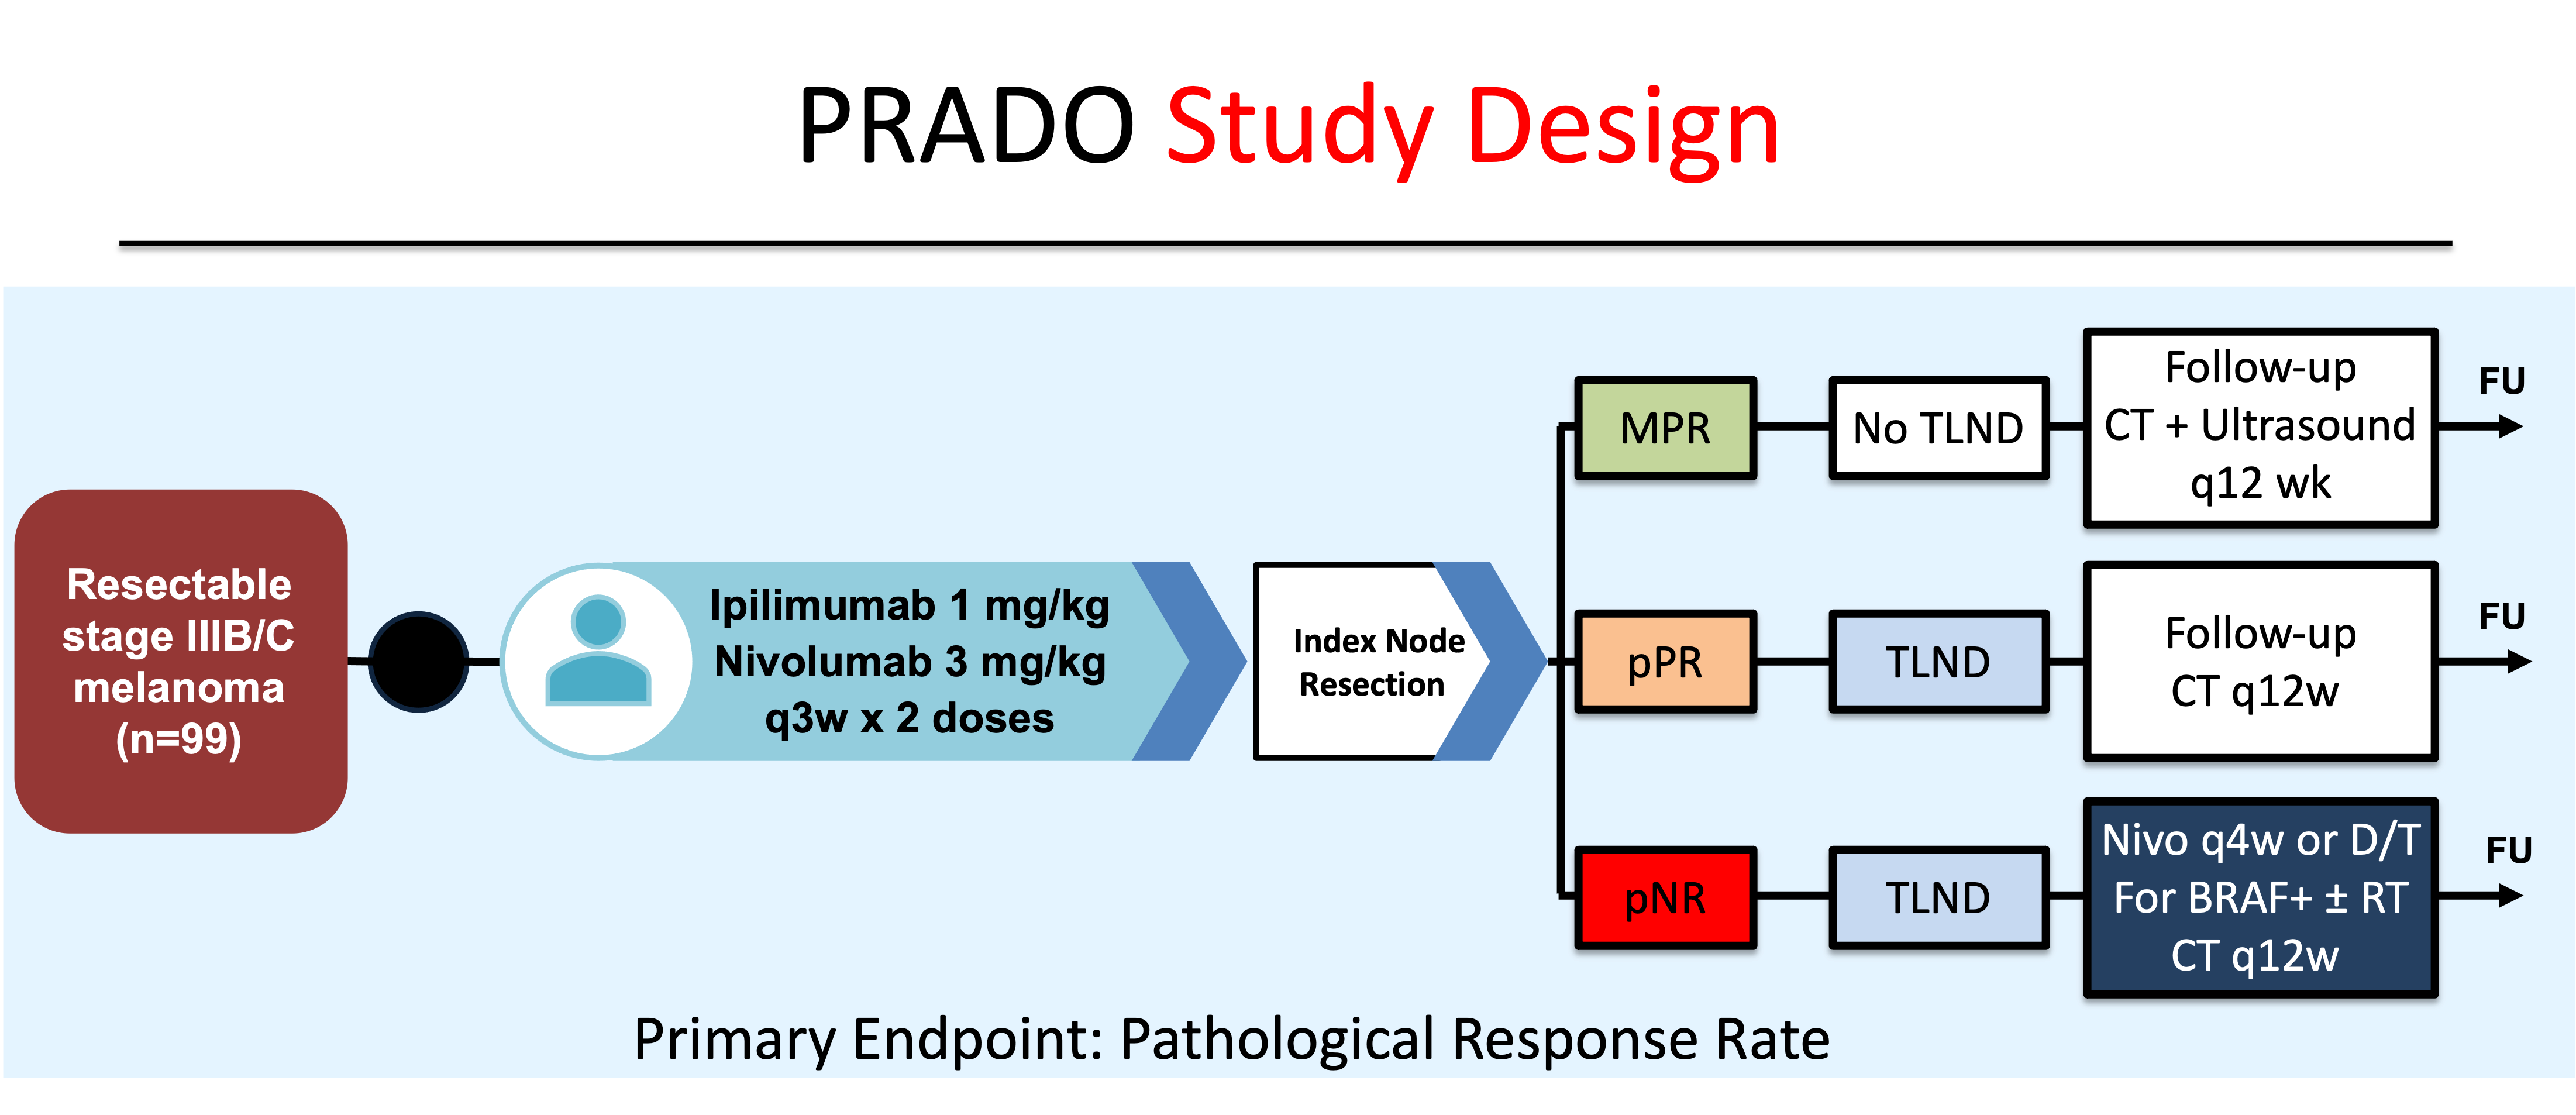 PRADO Study Design
Resectable
stage IIIB/C
melanoma
(n=99)
Ipilimumab 1 mg/kg
Nivolumab 3 mg/kg
q3w x 2 doses
Index Node
Resection
MPR
No TLND
Follow-up
CT + Ultrasound
q12 wk
FU
pPR
TLND
Follow-up
CT q12w
FU
pNR
TLND
Nivo q4w or D/T
For BRAF+ ± RT
CT q12w
FU
Primary Endpoint: Pathological Response Rate